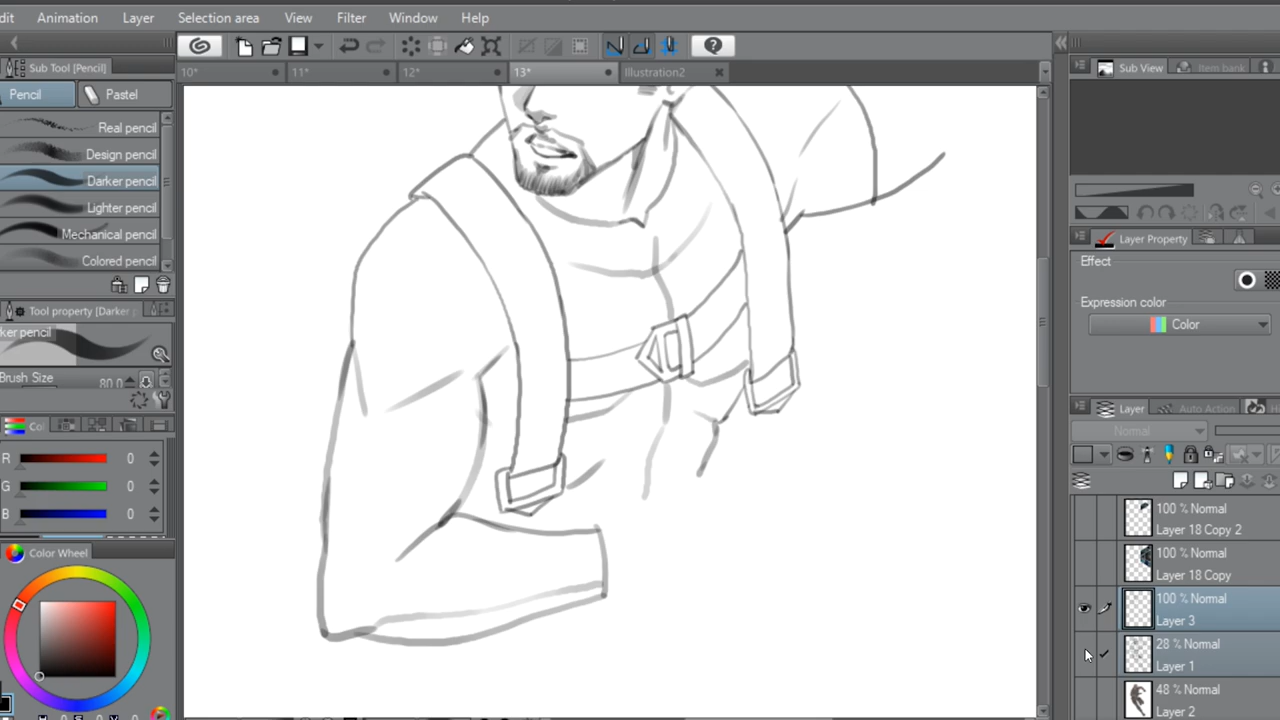 dit Animation Layer Selection area View Filter Window Help
Sub Tool [Pencil]
Pencil Pastel
Real pencil
Design pencil
Darker pencil
Lighter pencil
Mechanical pencil
Colored pencil
Tool property [Darker p
rker pencil
Brush Size 80.0
Co
R 0
G 0
B 0
Color Wheel
10* 11* 12* 13* Illustration2
Sub View Item bank
Layer Property
Effect
Expression color
Color
Layer Auto Action H
Normal
100 % Normal
Layer 18 Copy 2
100 % Normal
Layer 18 Copy
100 % Normal
Layer 3
28 % Normal
Layer 1
48 % Normal
Layer 2